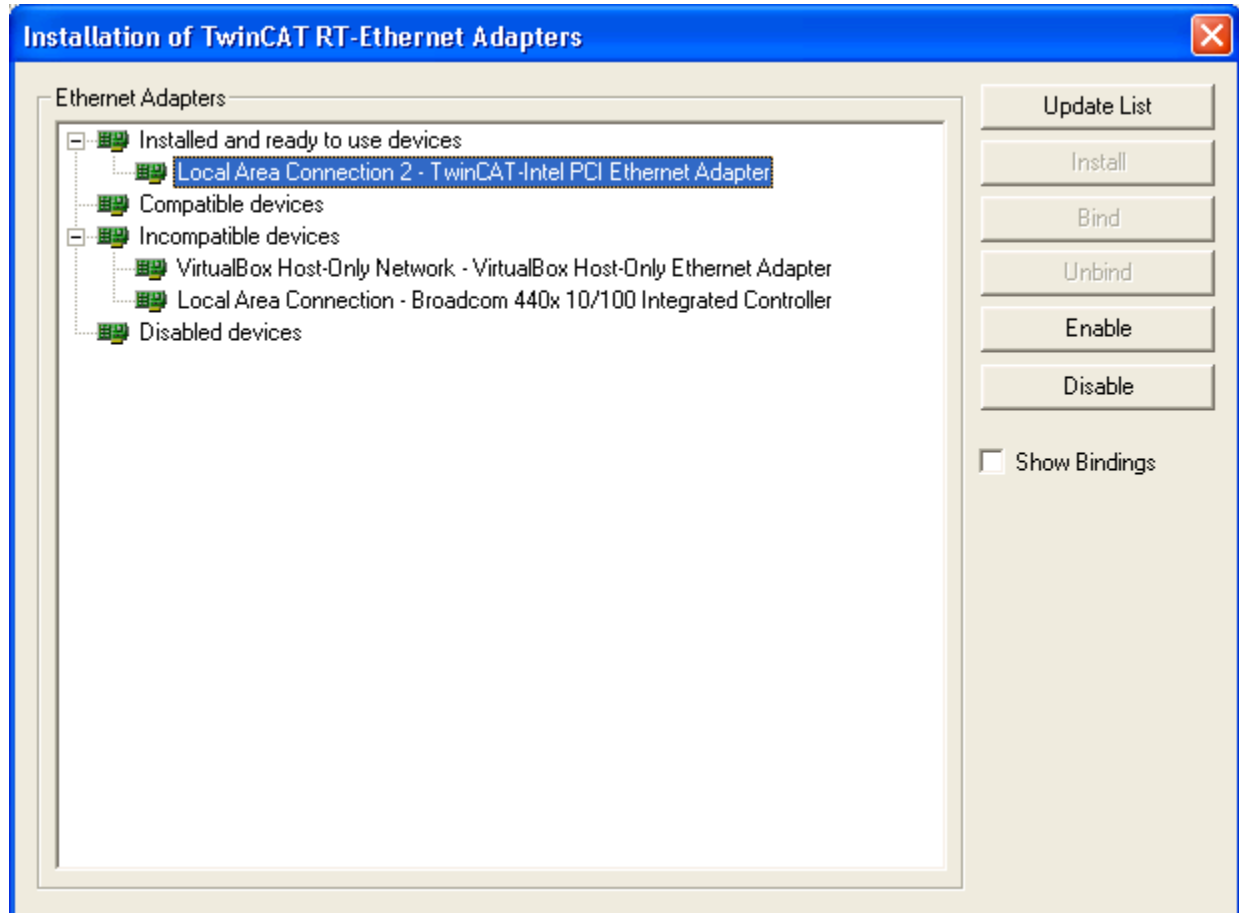 Installation of TwinCAT RT-Ethernet Adapters
Ethernet Adapters
Installed and ready to use devices
Local Area Connection 2 - TwinCAT-Intel PCI Ethernet Adapter
Compatible devices
Incompatible devices
VirtualBox Host-Only Network - VirtualBox Host-Only Ethernet Adapter
Local Area Connection - Broadcom 440x 10/100 Integrated Controller
Disabled devices
Update List
Install
Bind
Unbind
Enable
Disable
Show Bindings